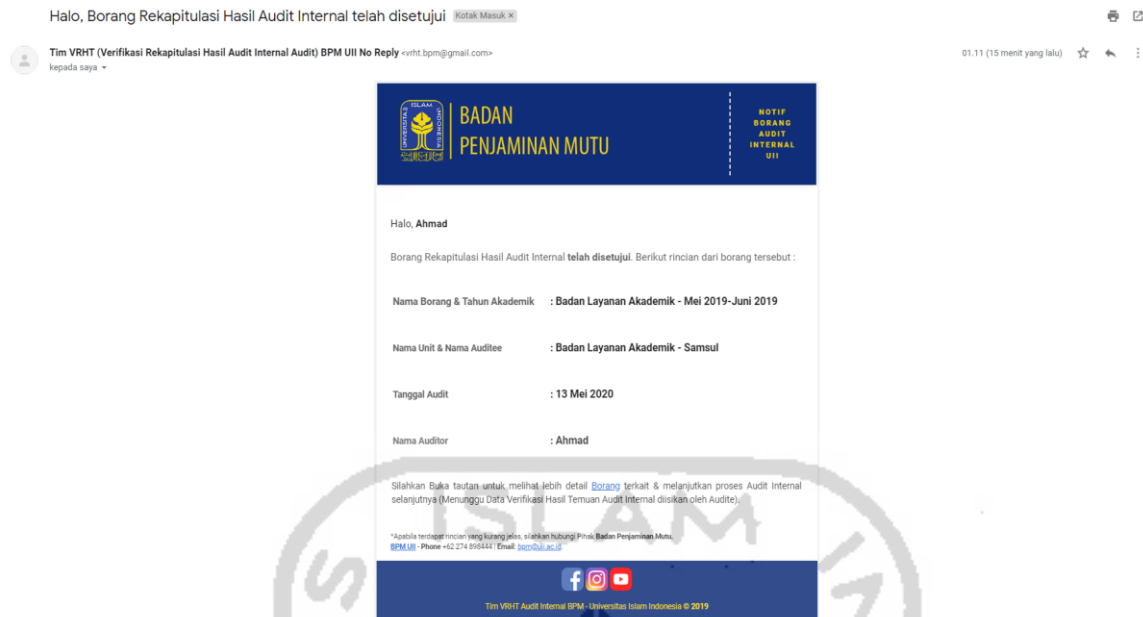 Halo, Borang Rekapitulasi Hasil Audit Internal telah disetujui Kotak Masuk ×
Tim VRHT (Verifikasi Rekapitulasi Hasil Audit Internal Audit) BPM UII No Reply <vrht.bpm@gmail.com>
01.11 (15 menit yang lalu)
kepada saya
ISLAM
UNIVERSITAS
INDONESIA
BADAN
PENJAMINAN MUTU
NOTIF
BORANG
AUDIT
INTERNAL
UII
Halo, Ahmad
Borang Rekapitulasi Hasil Audit Internal telah disetujui. Berikut rincian dari borang tersebut :
Nama Borang & Tahun Akademik : Badan Layanan Akademik - Mei 2019-Juni 2019
Nama Unit & Nama Auditee : Badan Layanan Akademik - Samsul
Tanggal Audit : 13 Mei 2020
Nama Auditor : Ahmad
Silahkan Buka tautan untuk melihat lebih detail Borang terkait & melanjutkan proses Audit Internal
selanjutnya (Menunggu Data Verifikasi Hasil Temuan Audit Internal diisikan oleh Audite).
*Apabila terdapat rincian yang kurang jelas, silahkan hubungi Pihak Badan Penjaminan Mutu.
BPM UII - Phone +62 274 898444 | Email: bpm@uii.ac.id.
Tim VRHT Audit Internal BPM - Universitas Islam Indonesia © 2019
ISLAM